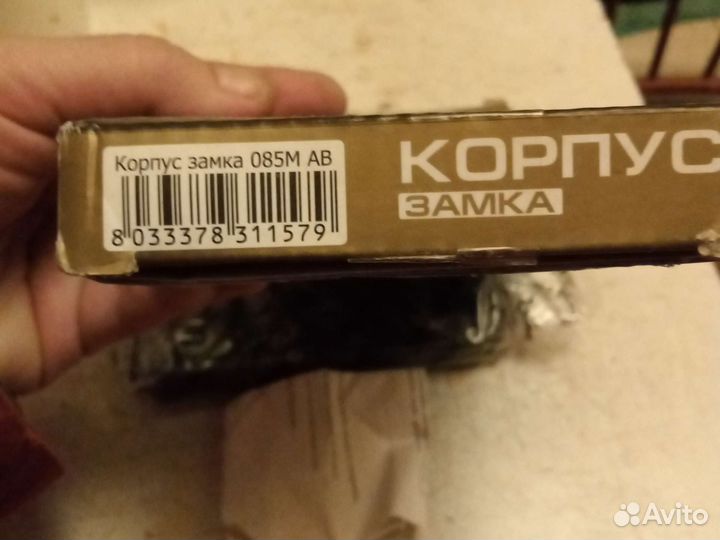 Корпус замка 085M AB
8 033378 311579
КОРПУС
ЗАМКА
Avito